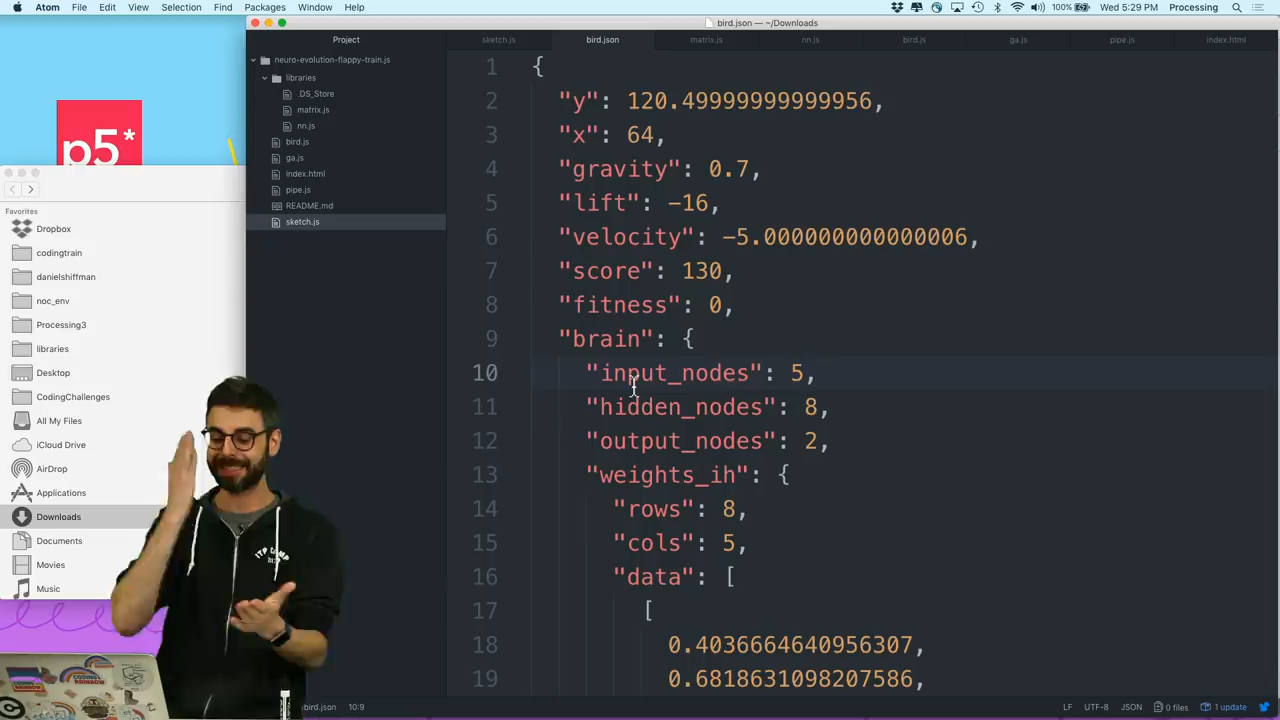 Atom File Edit View Selection Find Packages Window Help
100% Wed 5:29 PM Processing
bird.json — ~/Downloads
Project
sketch.js bird.json matrix.js nn.js bird.js ga.js pipe.js index.html
neuro-evolution-flappy-train.js
libraries
.DS_Store
matrix.js
nn.js
bird.js
ga.js
index.html
pipe.js
README.md
sketch.js
p5*
Favorites
Dropbox
codingtrain
danielshiffman
noc_env
Processing3
libraries
Desktop
CodingChallenges
All My Files
iCloud Drive
AirDrop
Applications
Downloads
Documents
Movies
Music
1 {
2 "y": 120.49999999999956,
3 "x": 64,
4 "gravity": 0.7,
5 "lift": -16,
6 "velocity": -5.000000000000006,
7 "score": 130,
8 "fitness": 0,
9 "brain": {
10 "input_nodes": 5,
11 "hidden_nodes": 8,
12 "output_nodes": 2,
13 "weights_ih": {
14 "rows": 8,
15 "cols": 5,
16 "data": [
17 [
18 0.4036664640956307,
19 0.6818631098207586,
ITP CAMP
bird.json 10:9 LF UTF-8 JSON 0 files 1 update